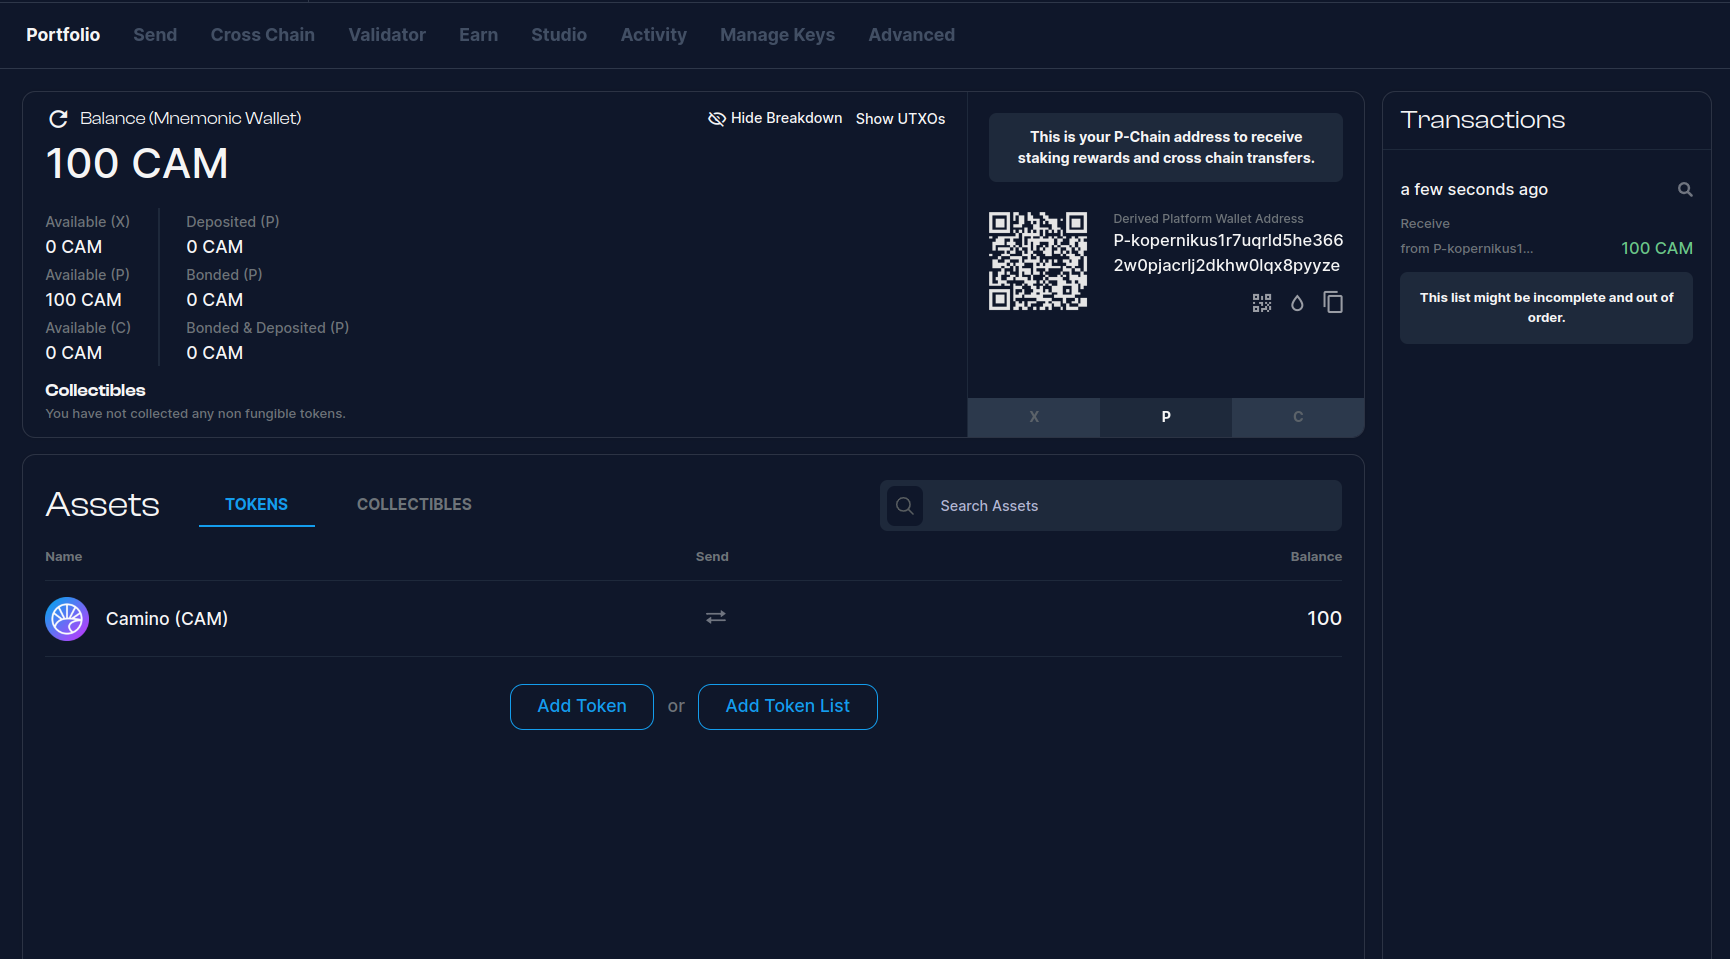 Portfolio Send Cross Chain Validator Earn Studio Activity Manage Keys Advanced
Balance (Mnemonic Wallet)
Hide Breakdown Show UTXOs
100 CAM
Available (X) Deposited (P)
0 CAM 0 CAM
Available (P) Bonded (P)
100 CAM 0 CAM
Available (C) Bonded & Deposited (P)
0 CAM 0 CAM
Collectibles
You have not collected any non fungible tokens.
This is your P-Chain address to receive
staking rewards and cross chain transfers.
Derived Platform Wallet Address
P-kopernikus1r7uqrld5he366
2w0pjacrlj2dkhw0lqx8pyyze
X P C
Transactions
a few seconds ago
Receive
from P-kopernikus1... 100 CAM
This list might be incomplete and out of
order.
Assets TOKENS COLLECTIBLES Search Assets
Name Send Balance
Camino (CAM) 100
Add Token or Add Token List